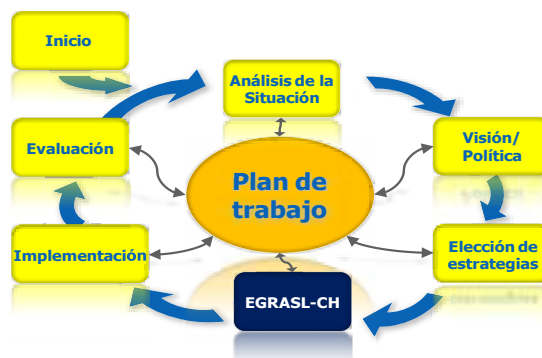 Inicio
Análisis de la
Situación
Visión/
Política
Elección de
estrategias
EGRASL-CH
Implementación
Evaluación
Plan de
trabajo